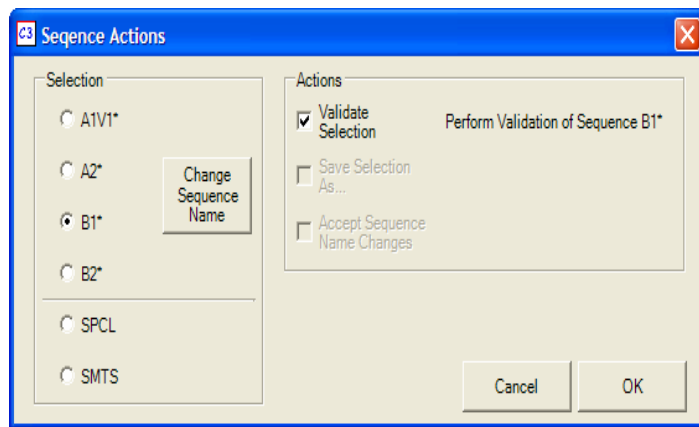 C3 Seqence Actions
Selection
A1V1*
A2*
B1*
B2*
SPCL
SMTS
Change
Sequence
Name
Actions
Validate
Selection
Perform Validation of Sequence B1*
Save Selection
As...
Accept Sequence
Name Changes
Cancel
OK